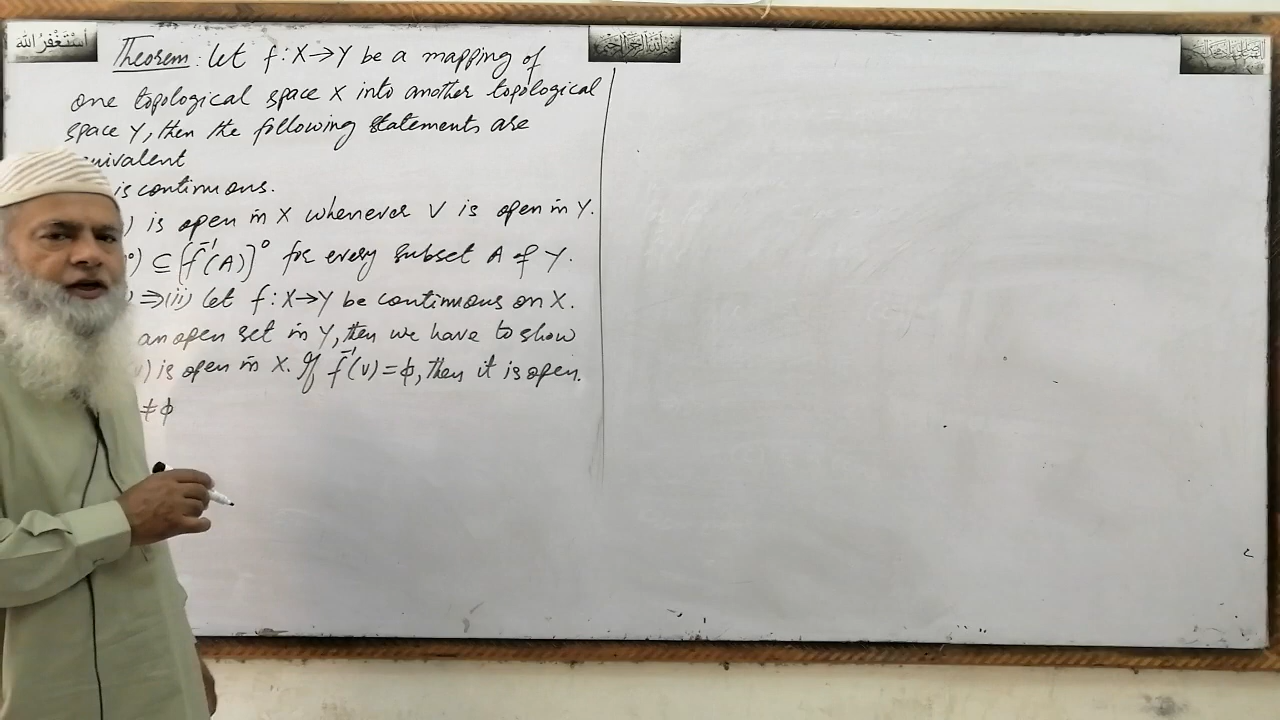 أستغفر الله
Theorem: let f: X→Y be a mapping of
one topological space X into another topological
space Y, then the following statements are
quivalent
is continuous.
) is open in X whenever V is open in Y.
°) ⊆ [f⁻¹(A)]° for every subset A of Y.
) ⇒(ii) let f: X→Y be continuous on X.
an open set in Y, then we have to show
(v) is open in X. If f⁻¹(v) = ϕ, then it is open.
≠ ϕ